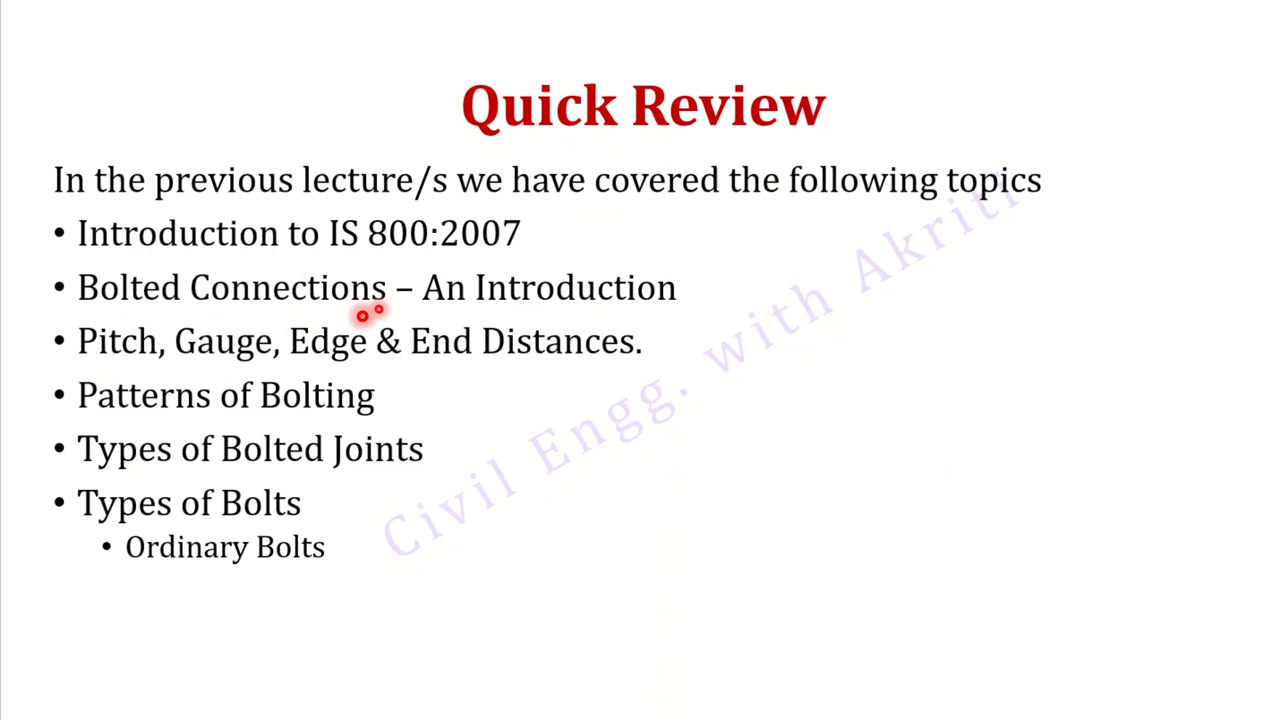 Quick Review
In the previous lecture/s we have covered the following topics
• Introduction to IS 800:2007
• Bolted Connections – An Introduction
• Pitch, Gauge, Edge & End Distances.
• Patterns of Bolting
• Types of Bolted Joints
• Types of Bolts
• Ordinary Bolts
Civil Engg. with Akriti